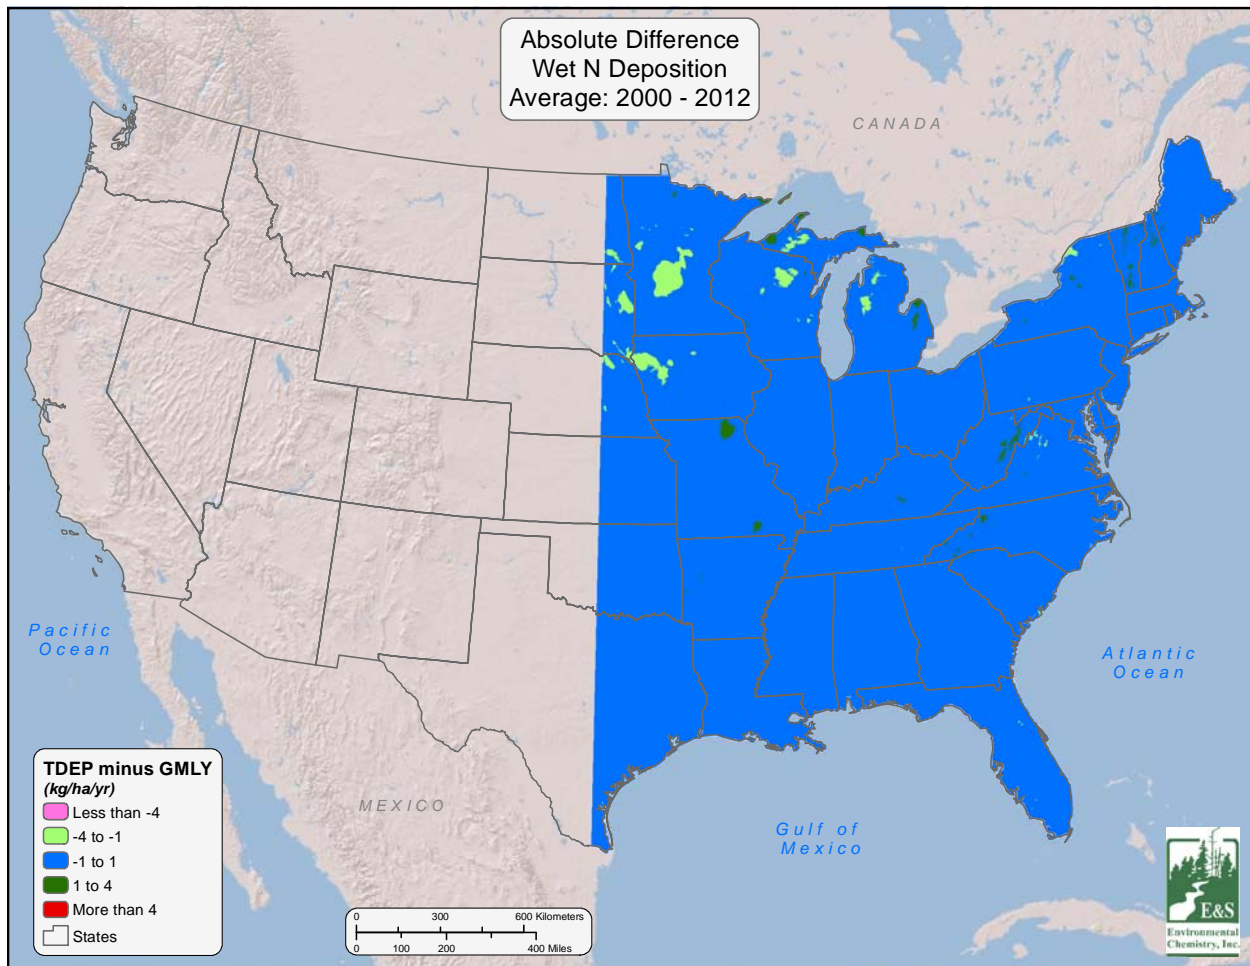 Absolute Difference
Wet N Deposition
Average: 2000 - 2012
CANADA
Pacific
Ocean
Atlantic
Ocean
MEXICO
Gulf of
Mexico
TDEP minus GMLY
(kg/ha/yr)
Less than -4
-4 to -1
-1 to 1
1 to 4
More than 4
States
0 300 600 Kilometers
0 100 200 400 Miles
E&S
Environmental
Chemistry, Inc.